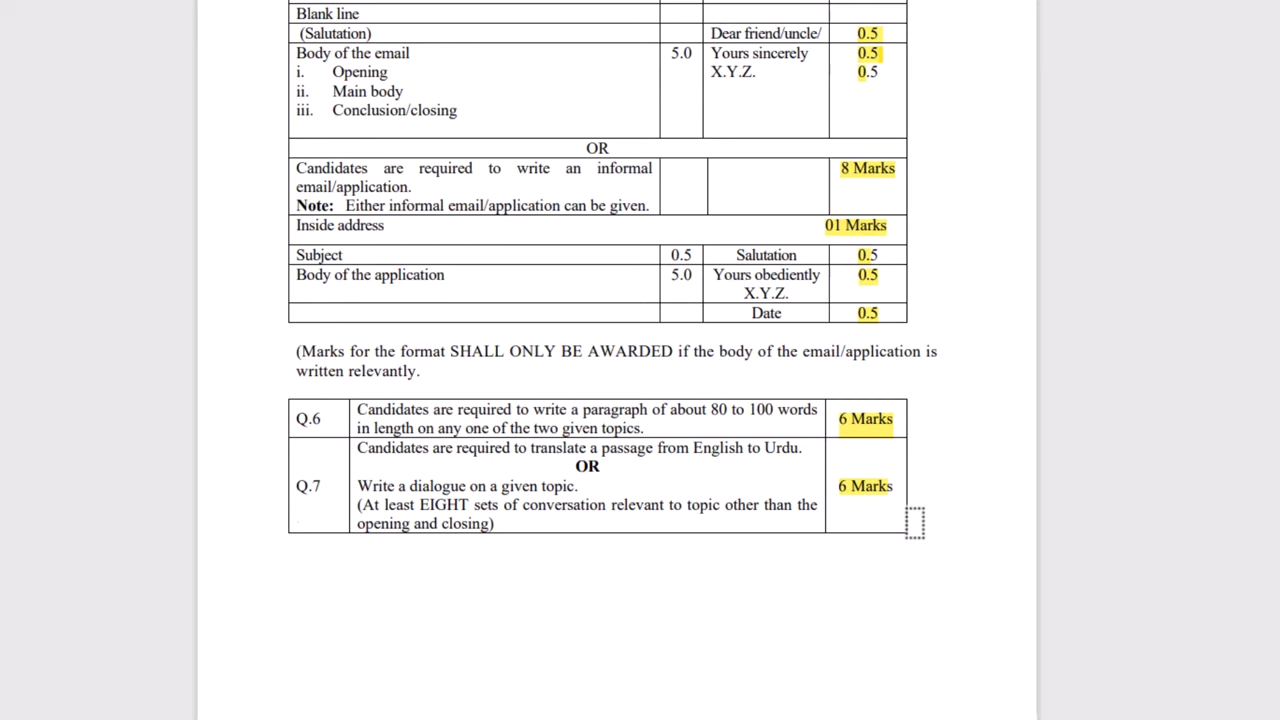 Blank line
(Salutation) Dear friend/uncle/ 0.5
Body of the email 5.0 Yours sincerely 0.5
i. Opening X.Y.Z. 0.5
ii. Main body
iii. Conclusion/closing
OR
Candidates are required to write an informal 8 Marks
email/application.
Note: Either informal email/application can be given.
Inside address 01 Marks
Subject 0.5 Salutation 0.5
Body of the application 5.0 Yours obediently 0.5
X.Y.Z.
Date 0.5
(Marks for the format SHALL ONLY BE AWARDED if the body of the email/application is
written relevantly.
Q.6 Candidates are required to write a paragraph of about 80 to 100 words 6 Marks
in length on any one of the two given topics.
Candidates are required to translate a passage from English to Urdu.
OR
Q.7 Write a dialogue on a given topic. 6 Marks
(At least EIGHT sets of conversation relevant to topic other than the
opening and closing)